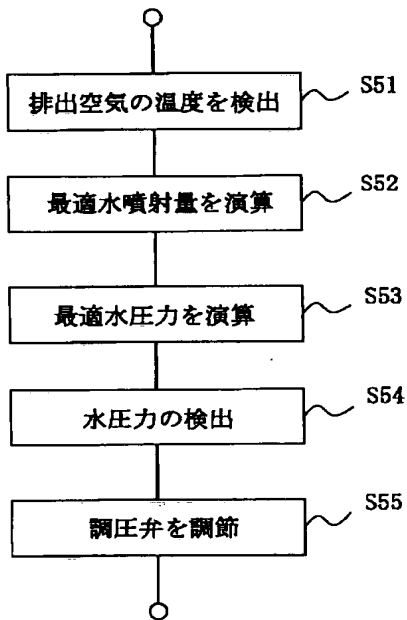 排出空気の温度を検出
S51
最適水噴射量を演算
S52
最適水圧力を演算
S53
水圧力の検出
S54
調圧弁を調節
S55